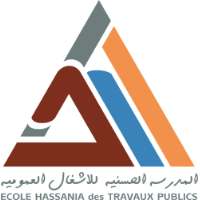 المدرسة الحسنية للأشغال العمومية
ECOLE HASSANIA des TRAVAUX PUBLICS